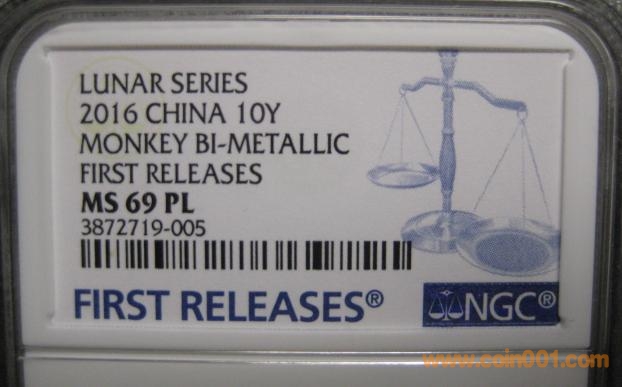 LUNAR SERIES
2016 CHINA 10Y
MONKEY BI-METALLIC
FIRST RELEASES
MS 69 PL
3872719-005
FIRST RELEASES® NGC®
www.coin001.com